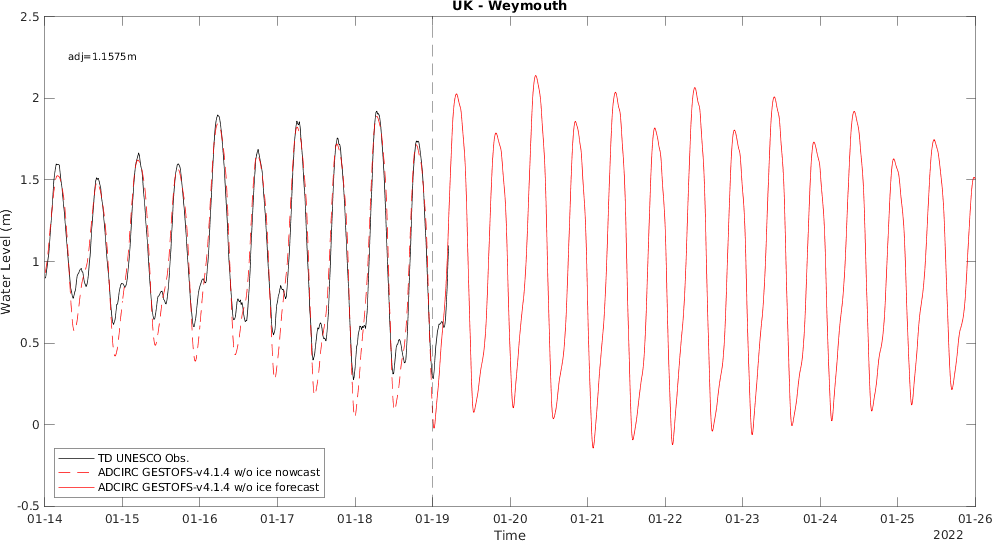 UK - Weymouth
2.5
adj=1.1575m
2
1.5
1
0.5
0
-0.5
Water Level (m)
TD UNESCO Obs.
ADCIRC GESTOFS-v4.1.4 w/o ice nowcast
ADCIRC GESTOFS-v4.1.4 w/o ice forecast
01-14 01-15 01-16 01-17 01-18 01-19 01-20 01-21 01-22 01-23 01-24 01-25 01-26
Time
2022